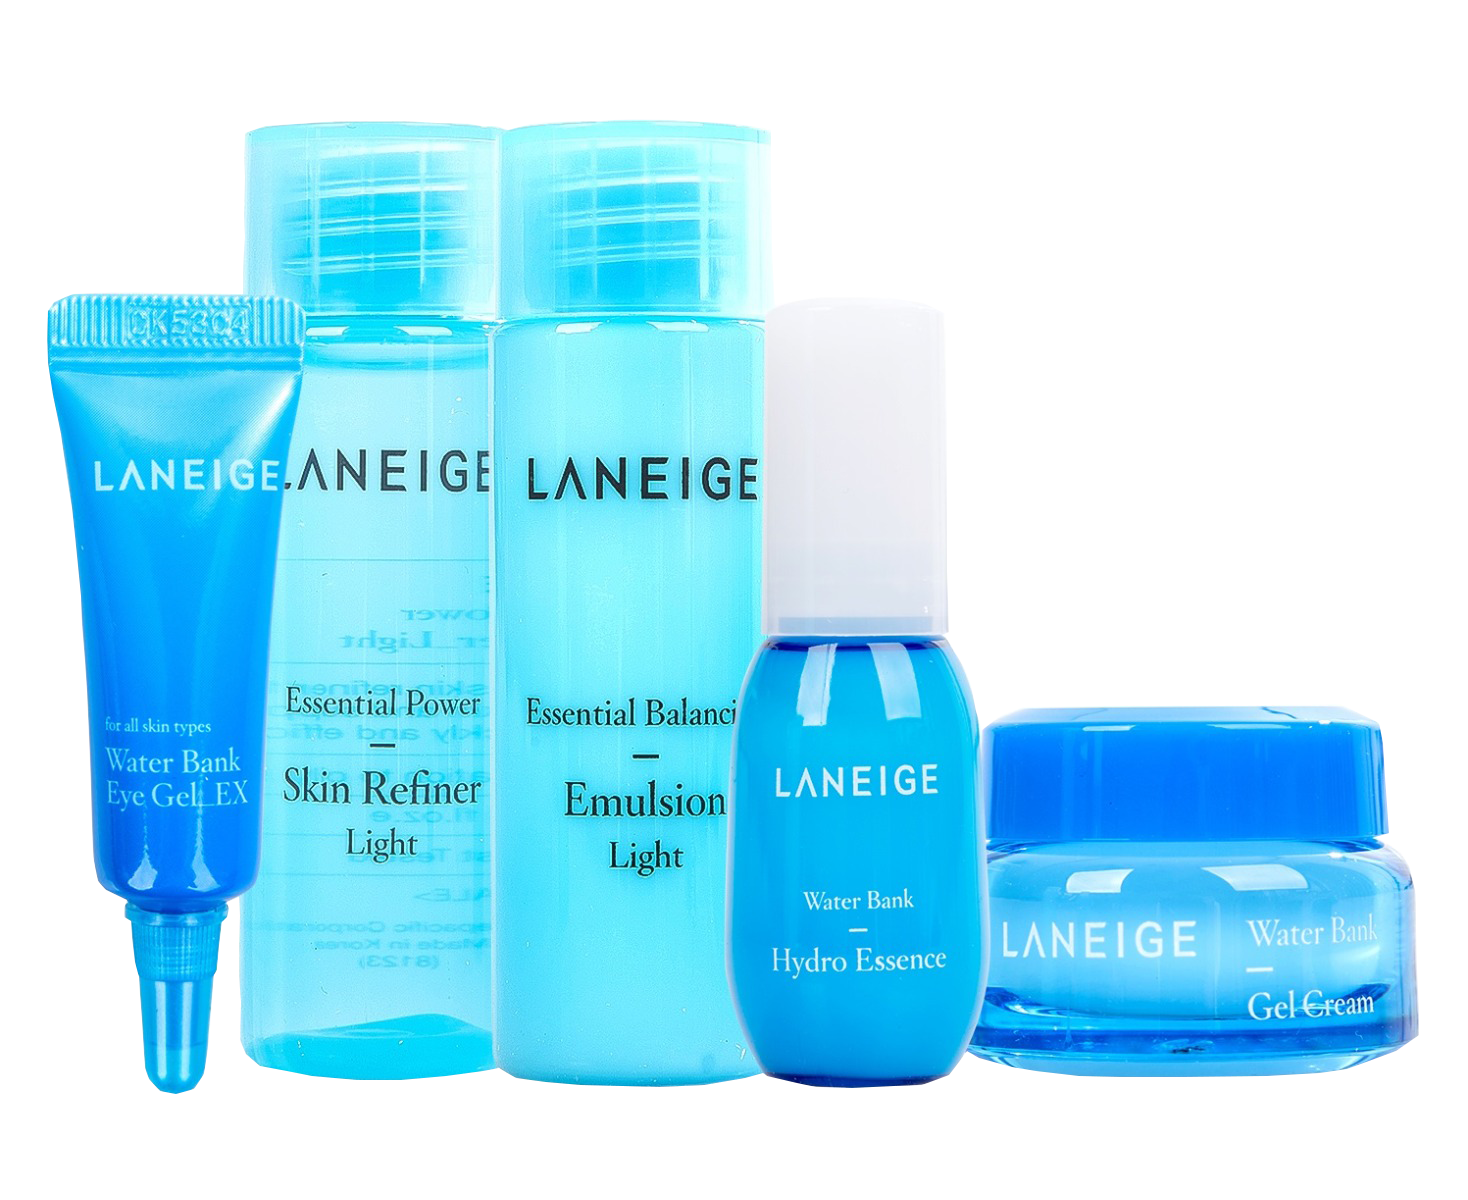 CK53C4
LANEIGE
for all skin types
Water Bank
Eye Gel_EX
LANEIGE
Essential Power
Skin Refiner
Light
LANEIGE
Essential Balanci
Emulsion
Light
LANEIGE
Water Bank
Hydro Essence
LANEIGE
Water Bank
Gel Cream